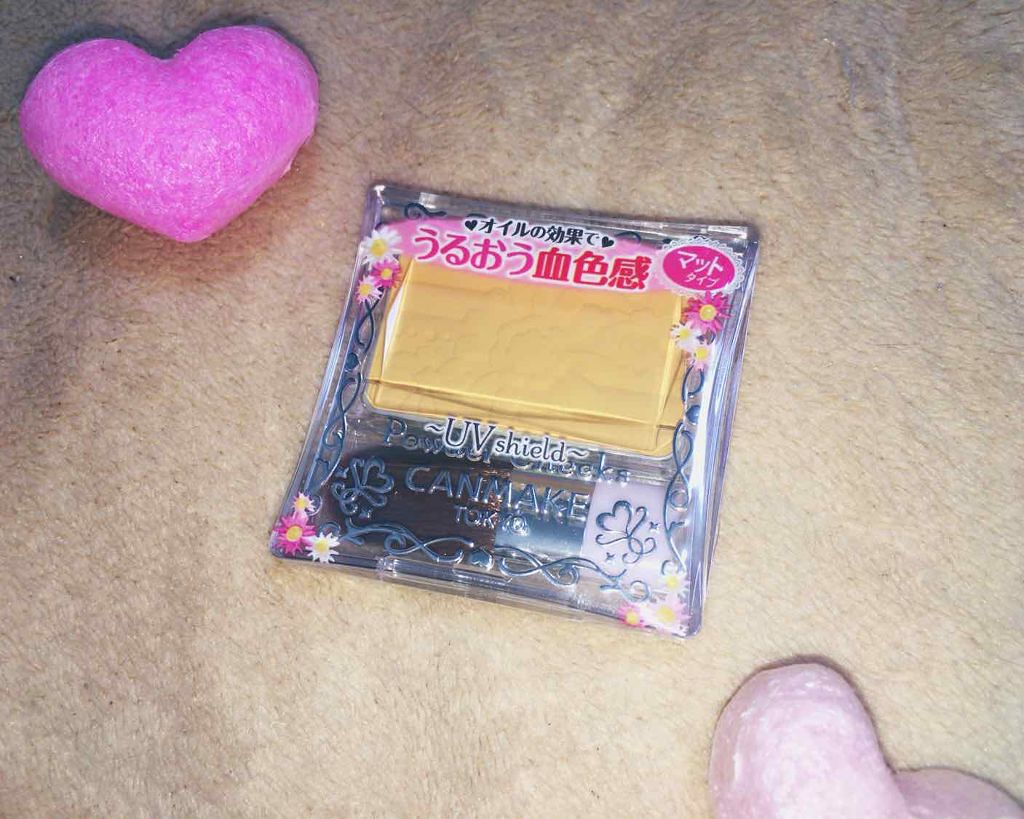 ♥オイルの効果で♥
うるおう血色感
マット
タイプ
~UV shield~
Powder Cheeks
CANMAKE
TOKYO